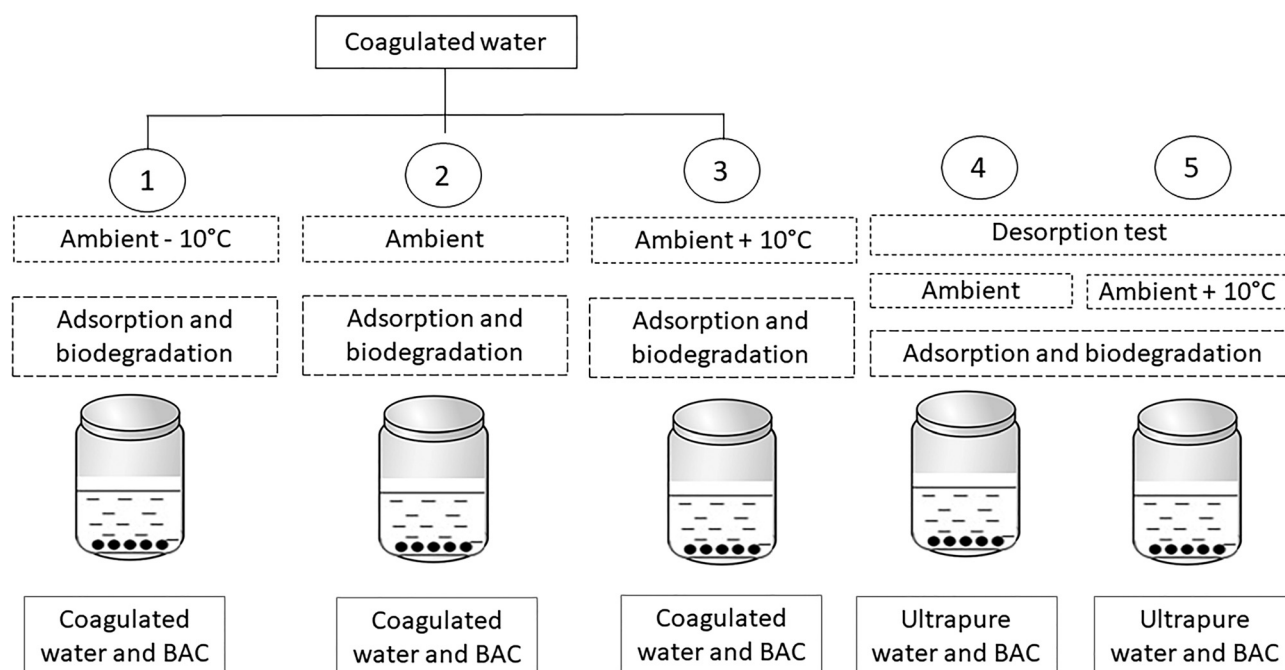 Coagulated water
1
2
3
4
5
Ambient - 10°C
Ambient
Ambient + 10°C
Desorption test
Ambient
Ambient + 10°C
Adsorption and
biodegradation
Adsorption and
biodegradation
Adsorption and
biodegradation
Adsorption and biodegradation
Coagulated
water and BAC
Coagulated
water and BAC
Coagulated
water and BAC
Ultrapure
water and BAC
Ultrapure
water and BAC